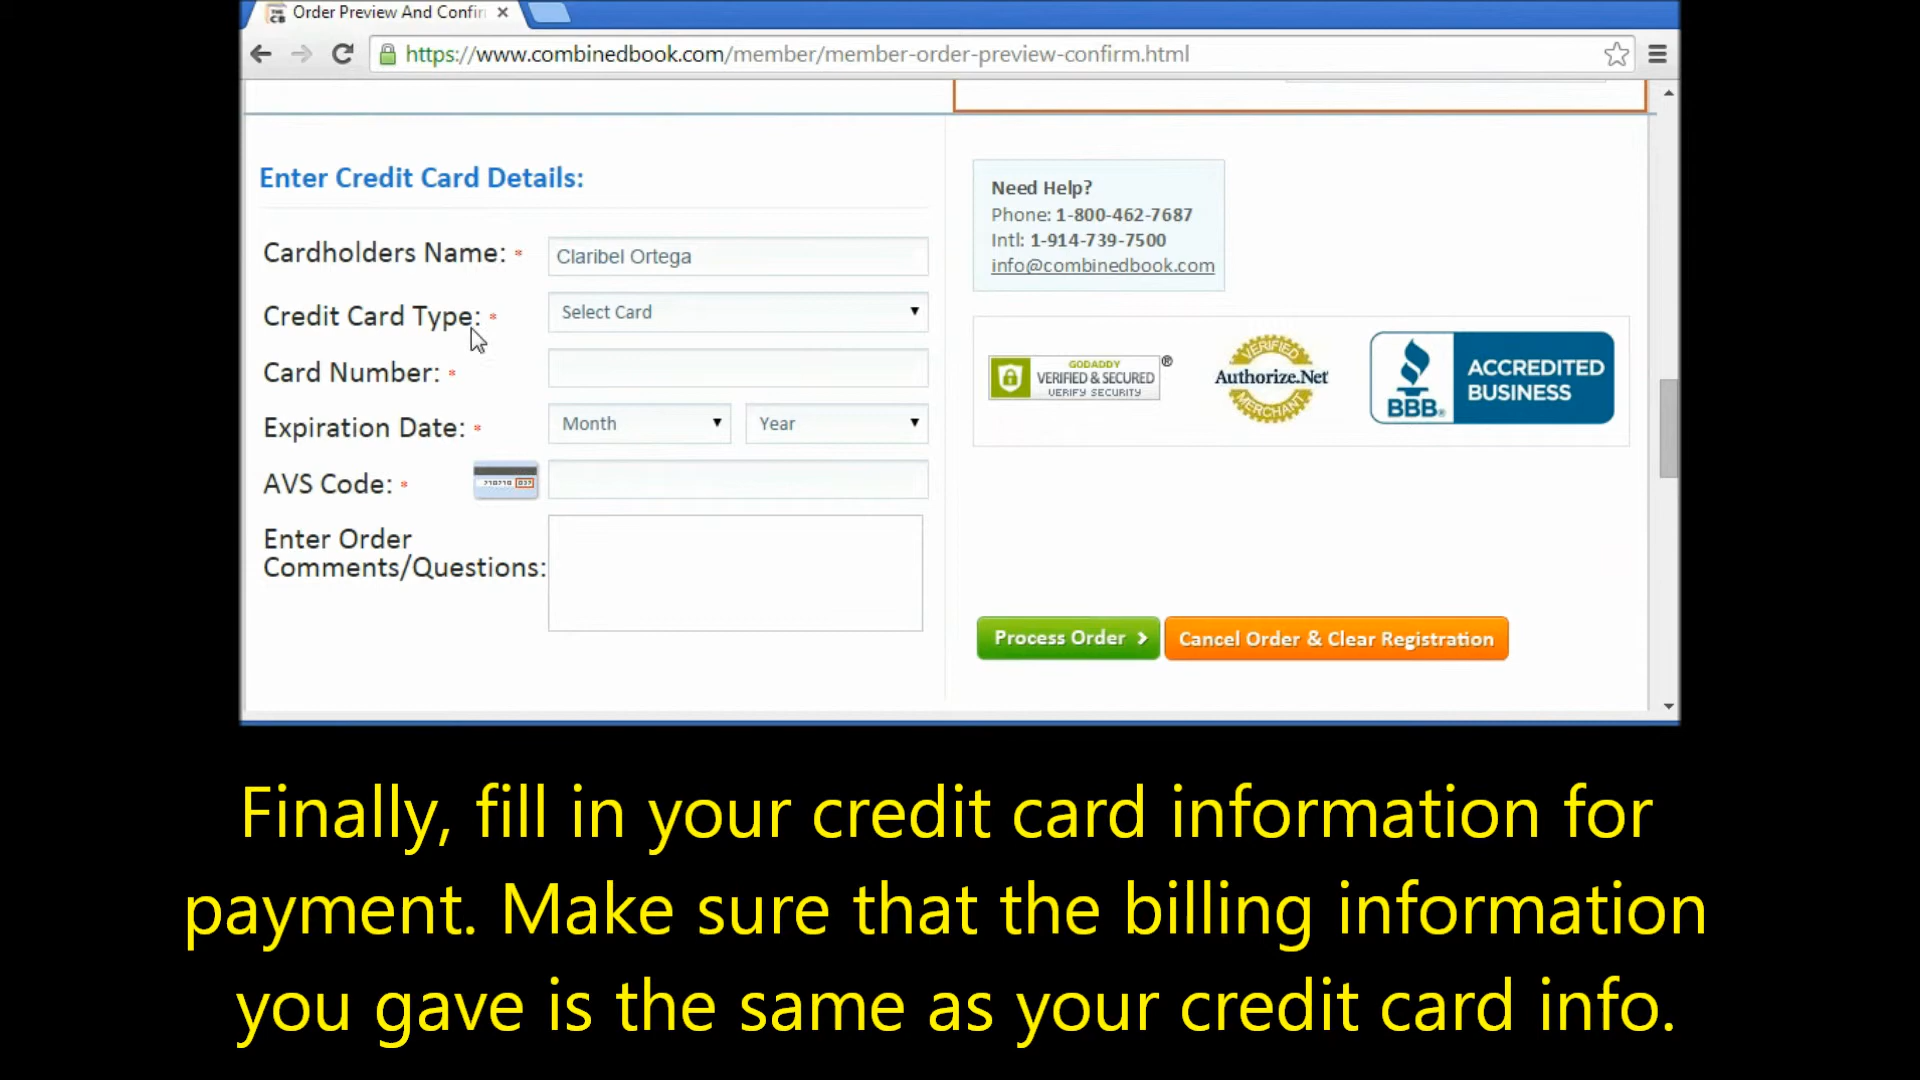 Order Preview And Confir
https://www.combinedbook.com/member/member-order-preview-confirm.html
Enter Credit Card Details:
Cardholders Name: *
Claribel Ortega
Credit Card Type: *
Select Card
Card Number: *
Expiration Date: *
Month
Year
AVS Code: *
Enter Order
Comments/Questions:
Need Help?
Phone: 1-800-462-7687
Intl: 1-914-739-7500
info@combinedbook.com
GODADDY
VERIFIED & SECURED
VERIFY SECURITY
®
VERIFIED
Authorize.Net
MERCHANT
BBB.
ACCREDITED
BUSINESS
Process Order
Cancel Order & Clear Registration
Finally, fill in your credit card information for
payment. Make sure that the billing information
you gave is the same as your credit card info.